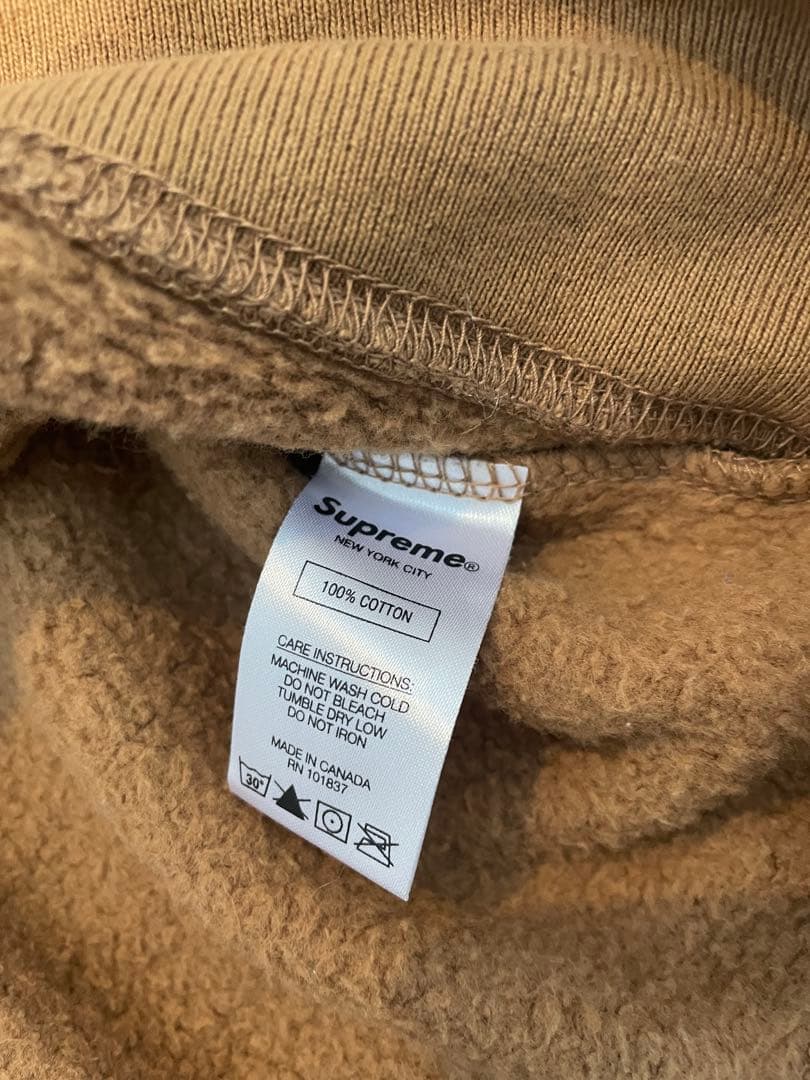 Supreme®
NEW YORK CITY
100% COTTON
CARE INSTRUCTIONS:
MACHINE WASH COLD
DO NOT BLEACH
TUMBLE DRY LOW
DO NOT IRON
MADE IN CANADA
RN 101837
30°